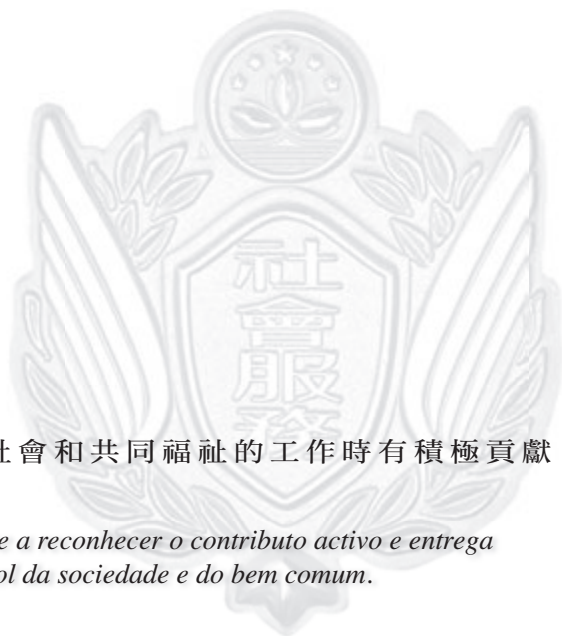 社會服務
社會和共同福祉的工作時有積極貢獻
e a reconhecer o contributo activo e entrega
ol da sociedade e do bem comum.